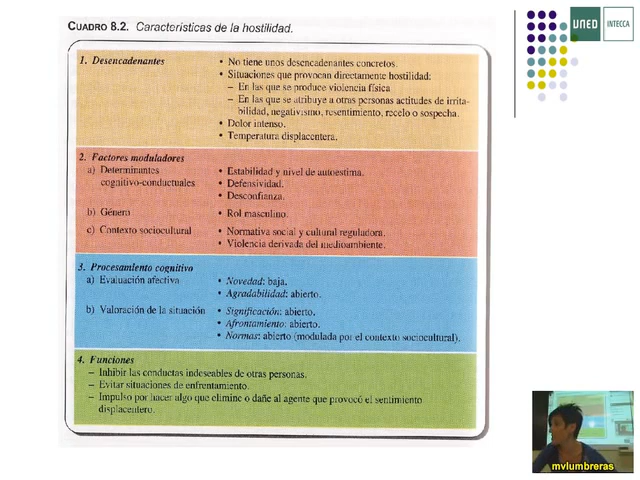 CUADRO 8.2. Características de la hostilidad.
UNED INTECCA
1. Desencadenantes
• No tiene unos desencadenantes concretos.
• Situaciones que provocan directamente hostilidad:
– En las que se produce violencia física
– En las que se atribuye a otras personas actitudes de irrita-
bilidad, negativismo, resentimiento, recelo o sospecha.
• Dolor intenso.
• Temperatura displacentera.
2. Factores moduladores
a) Determinantes
cognitivo-conductuales
• Estabilidad y nivel de autoestima.
• Defensividad.
• Desconfianza.
b) Género
• Rol masculino.
c) Contexto sociocultural
• Normativa social y cultural reguladora.
• Violencia derivada del medioambiente.
3. Procesamiento cognitivo
a) Evaluación afectiva
• Novedad: baja.
• Agradabilidad: abierto.
b) Valoración de la situación
• Significación: abierto.
• Afrontamiento: abierto.
• Normas: abierto (modulada por el contexto sociocultural).
4. Funciones
– Inhibir las conductas indeseables de otras personas.
– Evitar situaciones de enfrentamiento.
– Impulso por hacer algo que elimine o dañe al agente que provocó el sentimiento
displacentero.
mvlumbreras